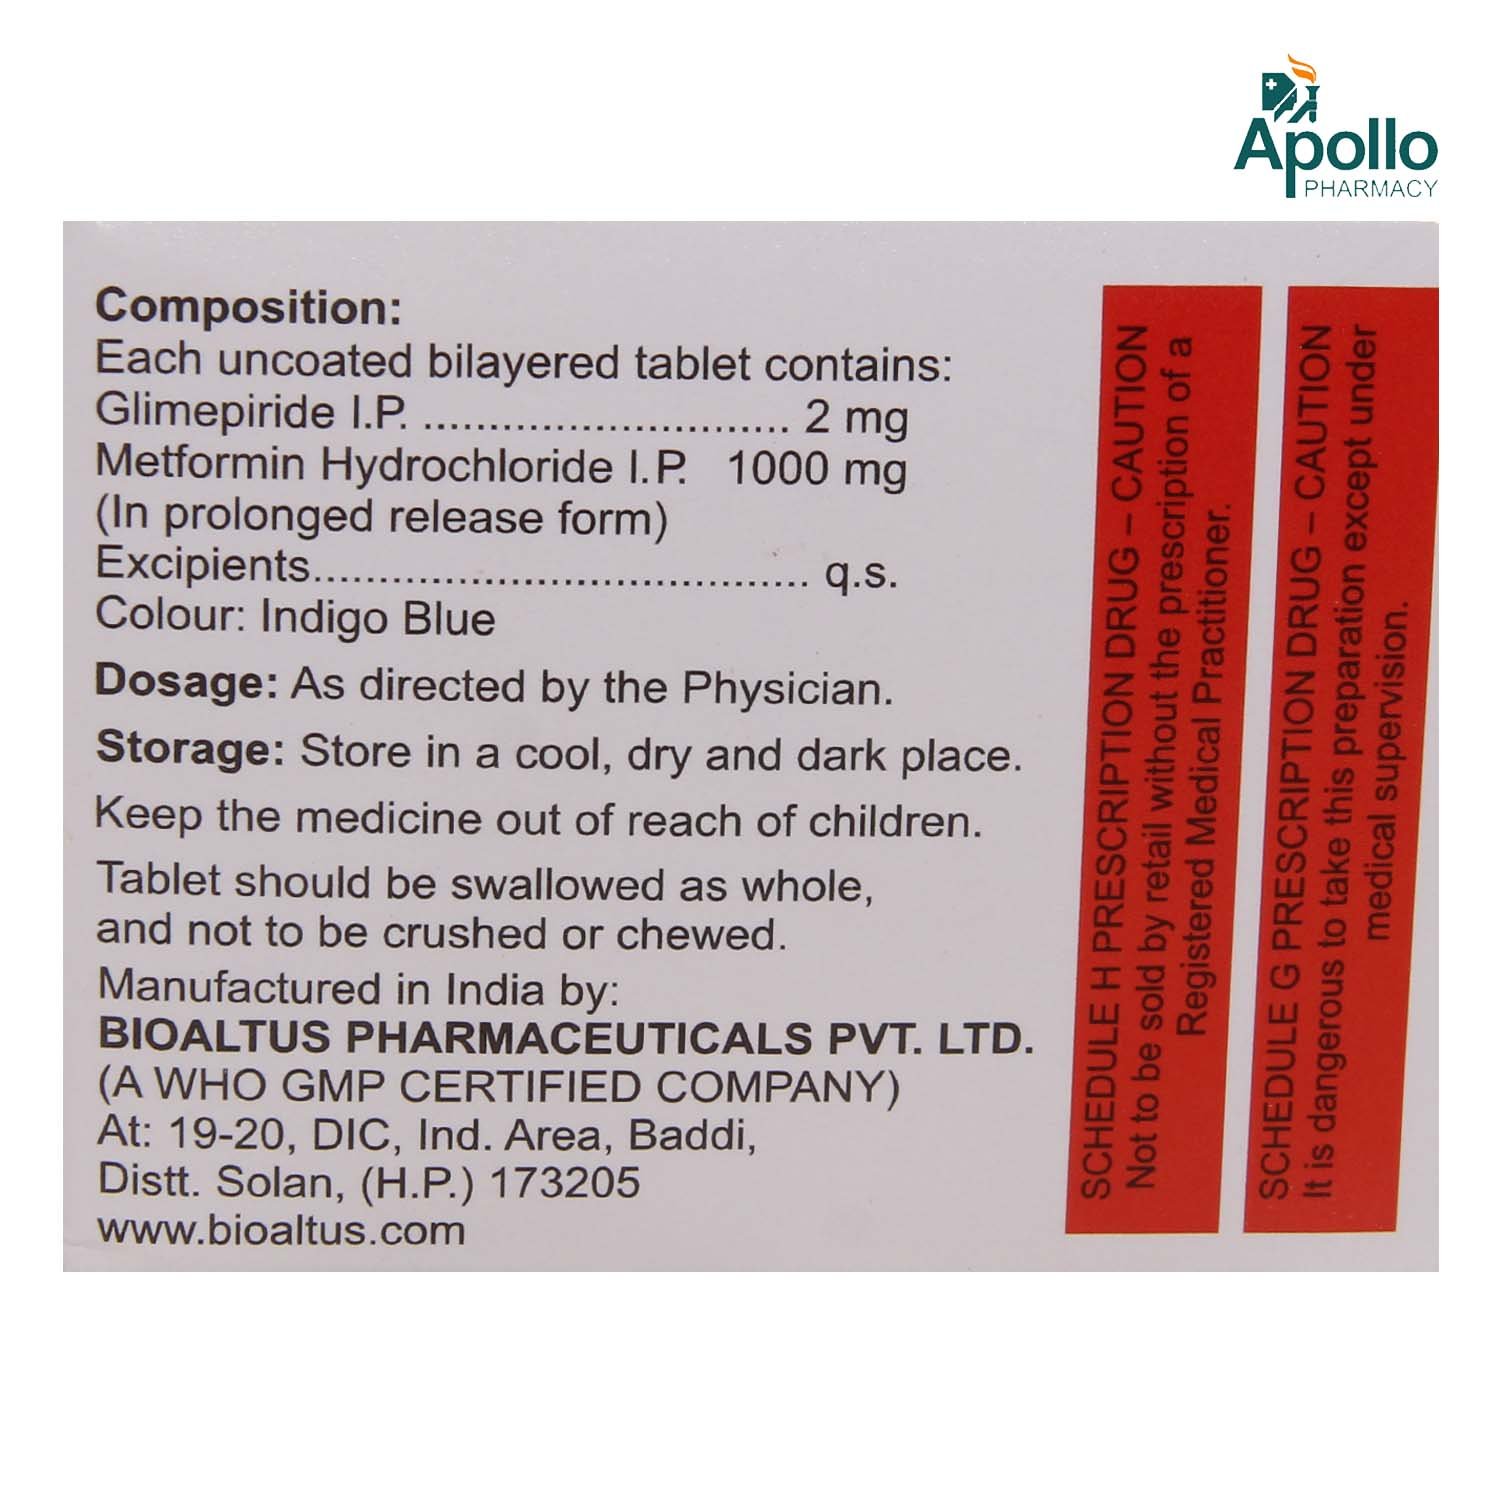 Apollo
PHARMACY
Composition:
Each uncoated bilayered tablet contains:
Glimepiride I.P. ............................ 2 mg
Metformin Hydrochloride I.P. 1000 mg
(In prolonged release form)
Excipients...................................... q.s.
Colour: Indigo Blue
Dosage: As directed by the Physician.
Storage: Store in a cool, dry and dark place.
Keep the medicine out of reach of children.
Tablet should be swallowed as whole,
and not to be crushed or chewed.
Manufactured in India by:
BIOALTUS PHARMACEUTICALS PVT. LTD.
(A WHO GMP CERTIFIED COMPANY)
At: 19-20, DIC, Ind. Area, Baddi,
Distt. Solan, (H.P.) 173205
www.bioaltus.com
SCHEDULE H PRESCRIPTION DRUG – CAUTION
Not to be sold by retail without the prescription of a
Registered Medical Practitioner.
SCHEDULE G PRESCRIPTION DRUG – CAUTION
It is dangerous to take this preparation except under
medical supervision.